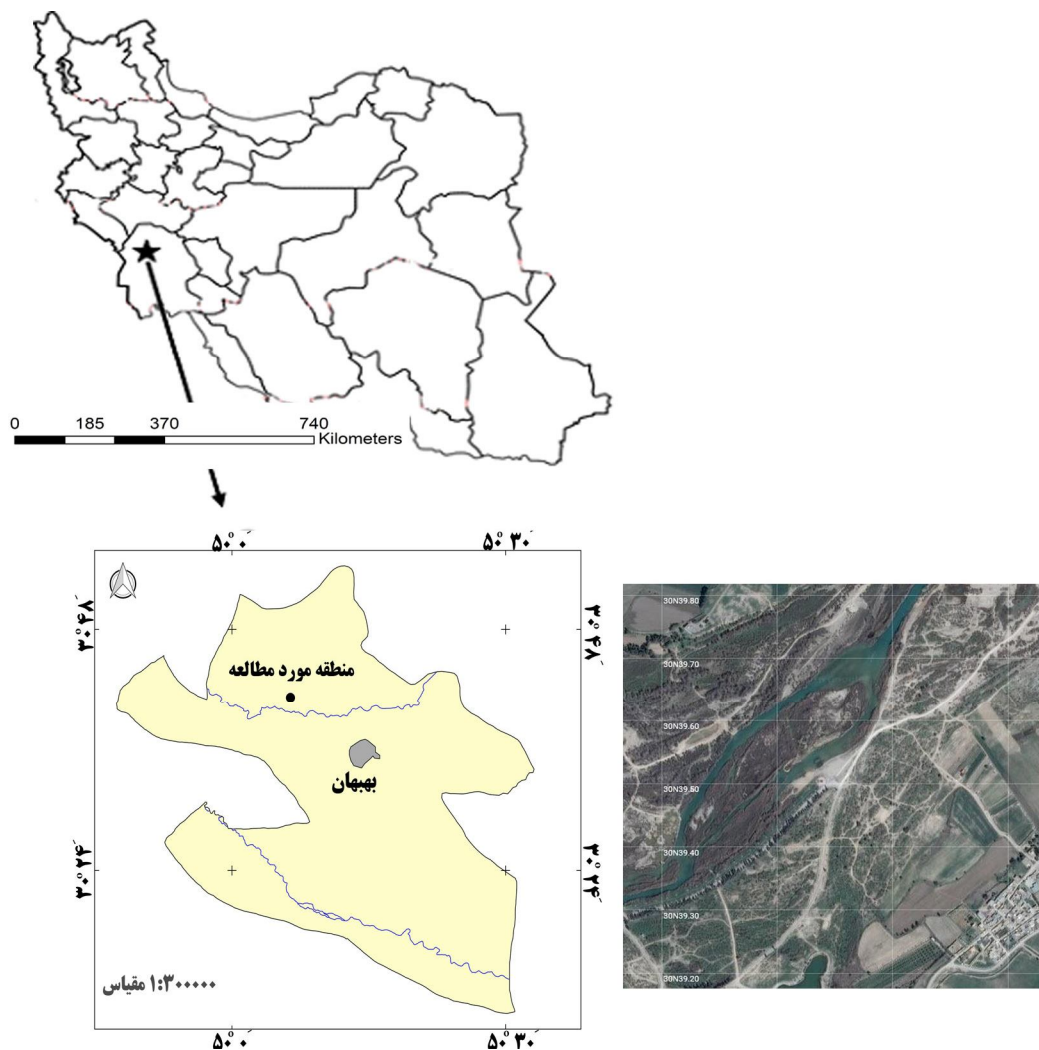 0 185 370 740
Kilometers
۵۰° ۰´ ۵۰° ۳۰´
۳۰° ۴۸´ ۳۰° ۴۸´
منطقه مورد مطالعه
بهبهان
۳۰° ۲۴´ ۳۰° ۲۴´
۱:۳۰۰۰۰۰ مقیاس
۵۰° ۰´ ۵۰° ۳۰´
30N39.80
30N39.70
30N39.60
30N39.50
30N39.40
30N39.30
30N39.20